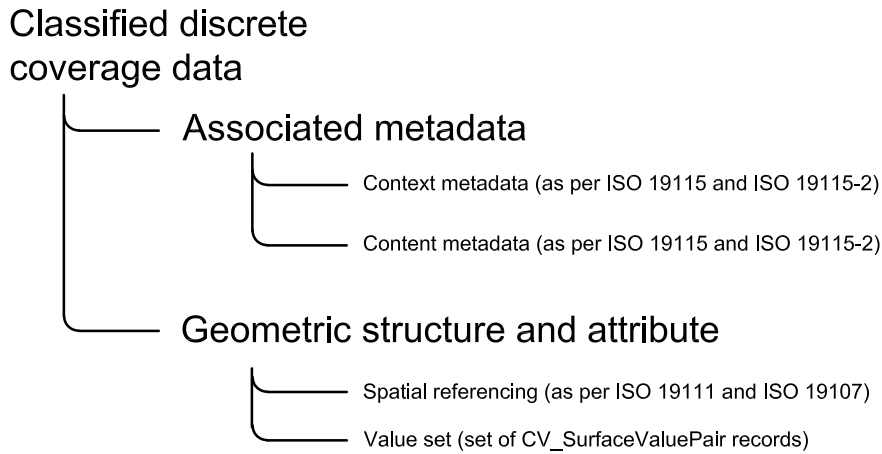 Classified discrete
coverage data
Associated metadata
Context metadata (as per ISO 19115 and ISO 19115-2)
Content metadata (as per ISO 19115 and ISO 19115-2)
Geometric structure and attribute
Spatial referencing (as per ISO 19111 and ISO 19107)
Value set (set of CV_SurfaceValuePair records)